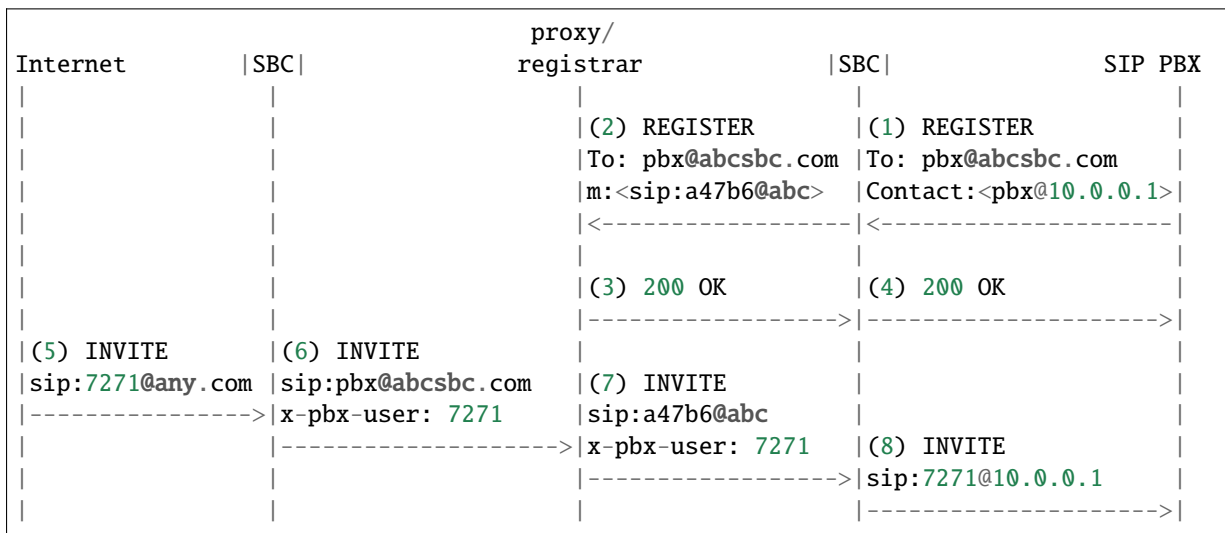 proxy/
Internet          |SBC|                 registrar               |SBC|                 SIP PBX
|                    |                       |                     |                        |
|                    |                       |(2) REGISTER         |(1) REGISTER            |
|                    |                       |To: pbx@abcsbc.com |To: pbx@abcsbc.com      |
|                    |                       |m:<sip:a47b6@abc>    |Contact:<pbx@10.0.0.1>|
|                    |                       |<-------------------|<----------------------|
|                    |                       |                     |                        |
|                    |                       |(3) 200 OK           |(4) 200 OK              |
|                    |                       |------------------->|---------------------->|
|(5) INVITE        |(6) INVITE             |                     |                        |
|sip:7271@any.com |sip:pbx@abcsbc.com    |(7) INVITE           |                        |
|---------------->|x-pbx-user: 7271      |sip:a47b6@abc        |                        |
|                    |--------------------->|x-pbx-user: 7271    |(8) INVITE              |
|                    |                       |------------------->|sip:7271@10.0.0.1      |
|                    |                       |                     |---------------------->|